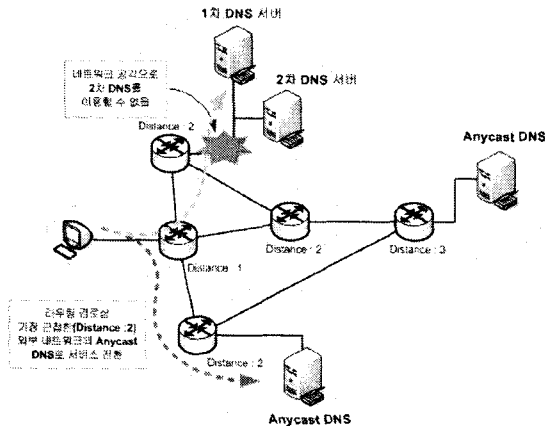 1차 DNS 서버
네트워크 공격으로
2차 DNS를
이용할 수 없음
2차 DNS 서버
Distance : 2
Anycast DNS
Distance : 1
Distance : 2
Distance : 3
라우팅 경로상
가장 근접한(Distance :2)
외부 네트워크의 Anycast
DNS로 서비스 전환
Distance : 2
Anycast DNS